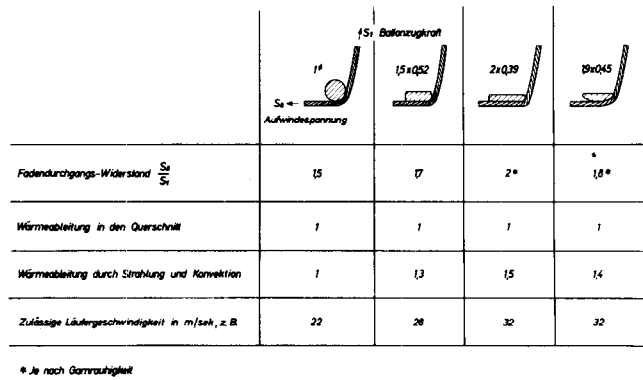 ↑S₁ Ballonzugkraft
1⌀ 1,5x0,52 2x0,39 1,9x0,45
S₂ ←
Aufwindespannung
Fadendurchgangs-Widerstand S₂/S₁ 1,5 1,7 2* 1,8*
Wärmeableitung in den Querschnitt 1 1 1 1
Wärmeableitung durch Strahlung und Konvektion 1 1,3 1,5 1,4
Zulässige Läufergeschwindigkeit in m/sek, z.B. 22 28 32 32
* Je nach Garnrauhigkeit